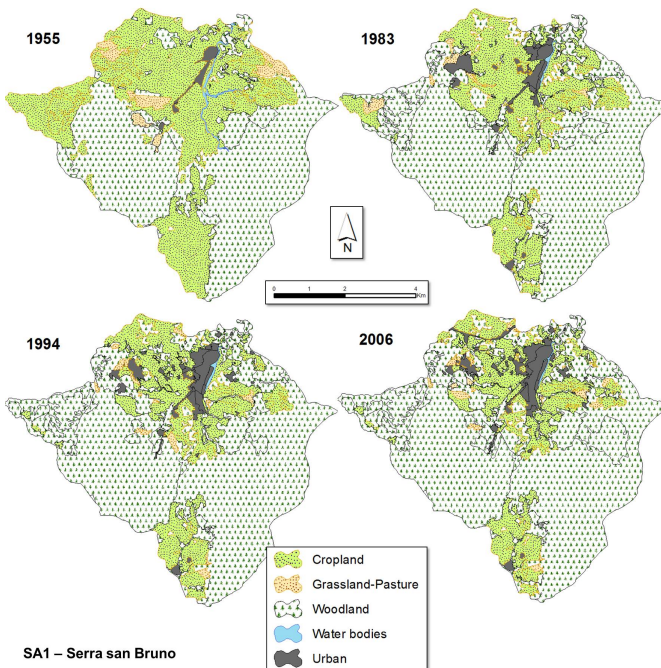 1955
1983
N
0 1 2 4
Km
1994
2006
Cropland
Grassland-Pasture
Woodland
Water bodies
Urban
SA1 – Serra san Bruno